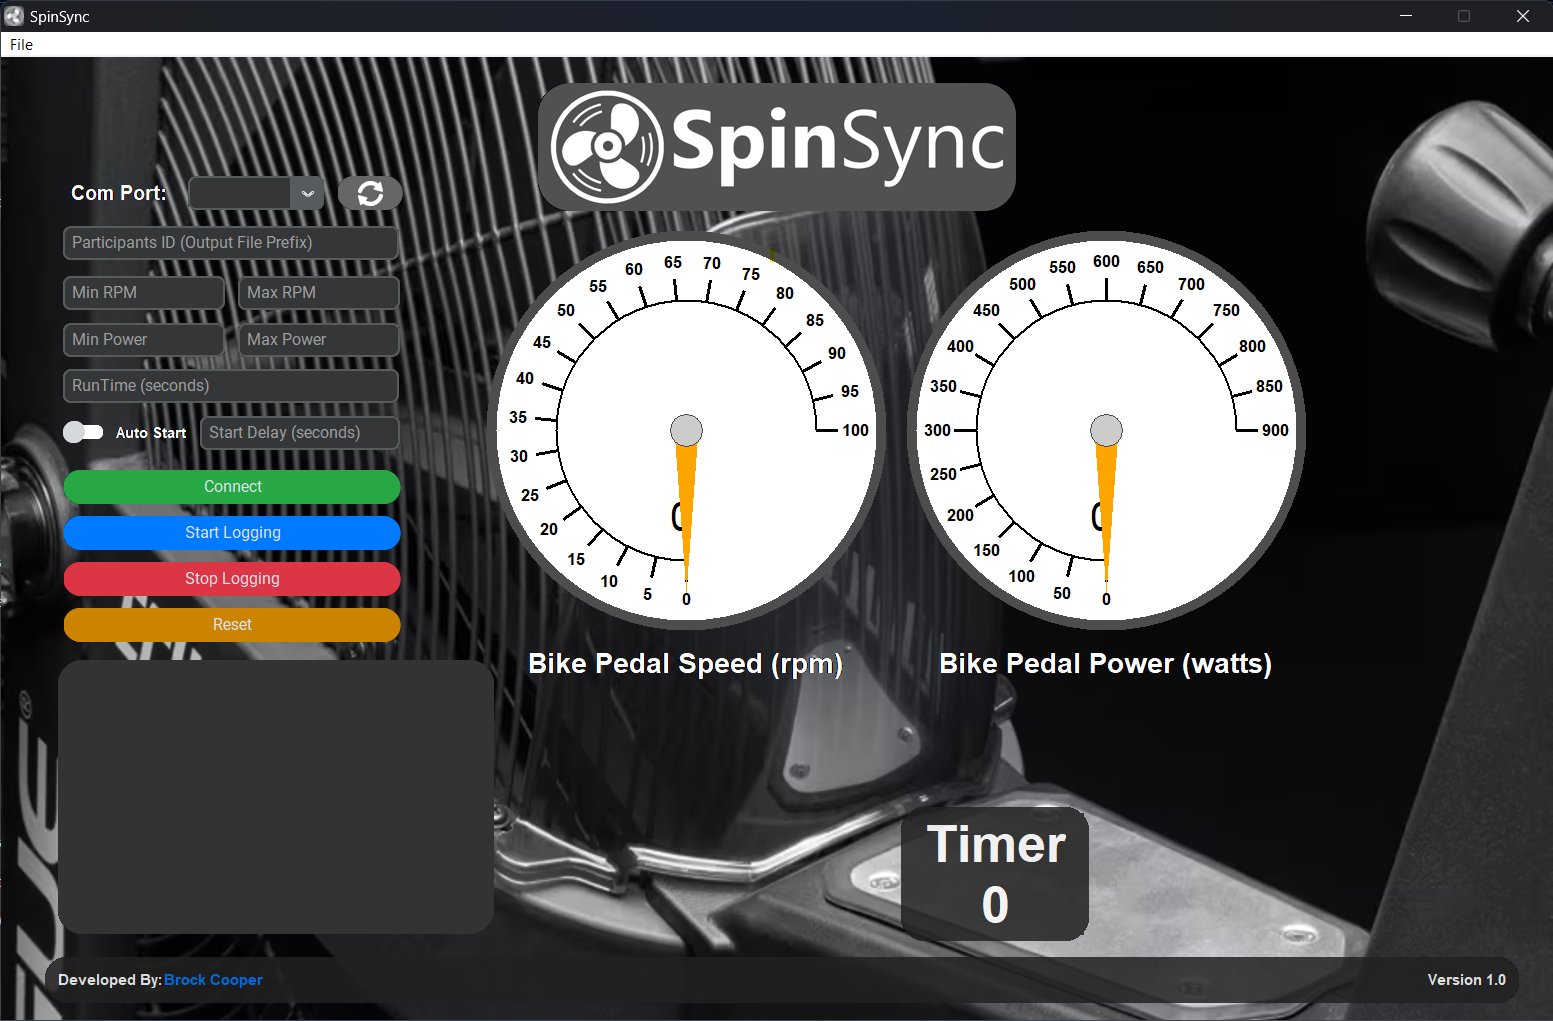 SpinSync
File
SpinSync
Com Port:
Participants ID (Output File Prefix)
Min RPM
Max RPM
Min Power
Max Power
RunTime (seconds)
Auto Start
Start Delay (seconds)
Connect
Start Logging
Stop Logging
Reset
0
5
10
15
20
25
30
35
40
45
50
55
60
65
70
75
80
85
90
95
100
Bike Pedal Speed (rpm)
0
50
100
150
200
250
300
350
400
450
500
550
600
650
700
750
800
850
900
Bike Pedal Power (watts)
Timer
0
Developed By: Brock Cooper
Version 1.0